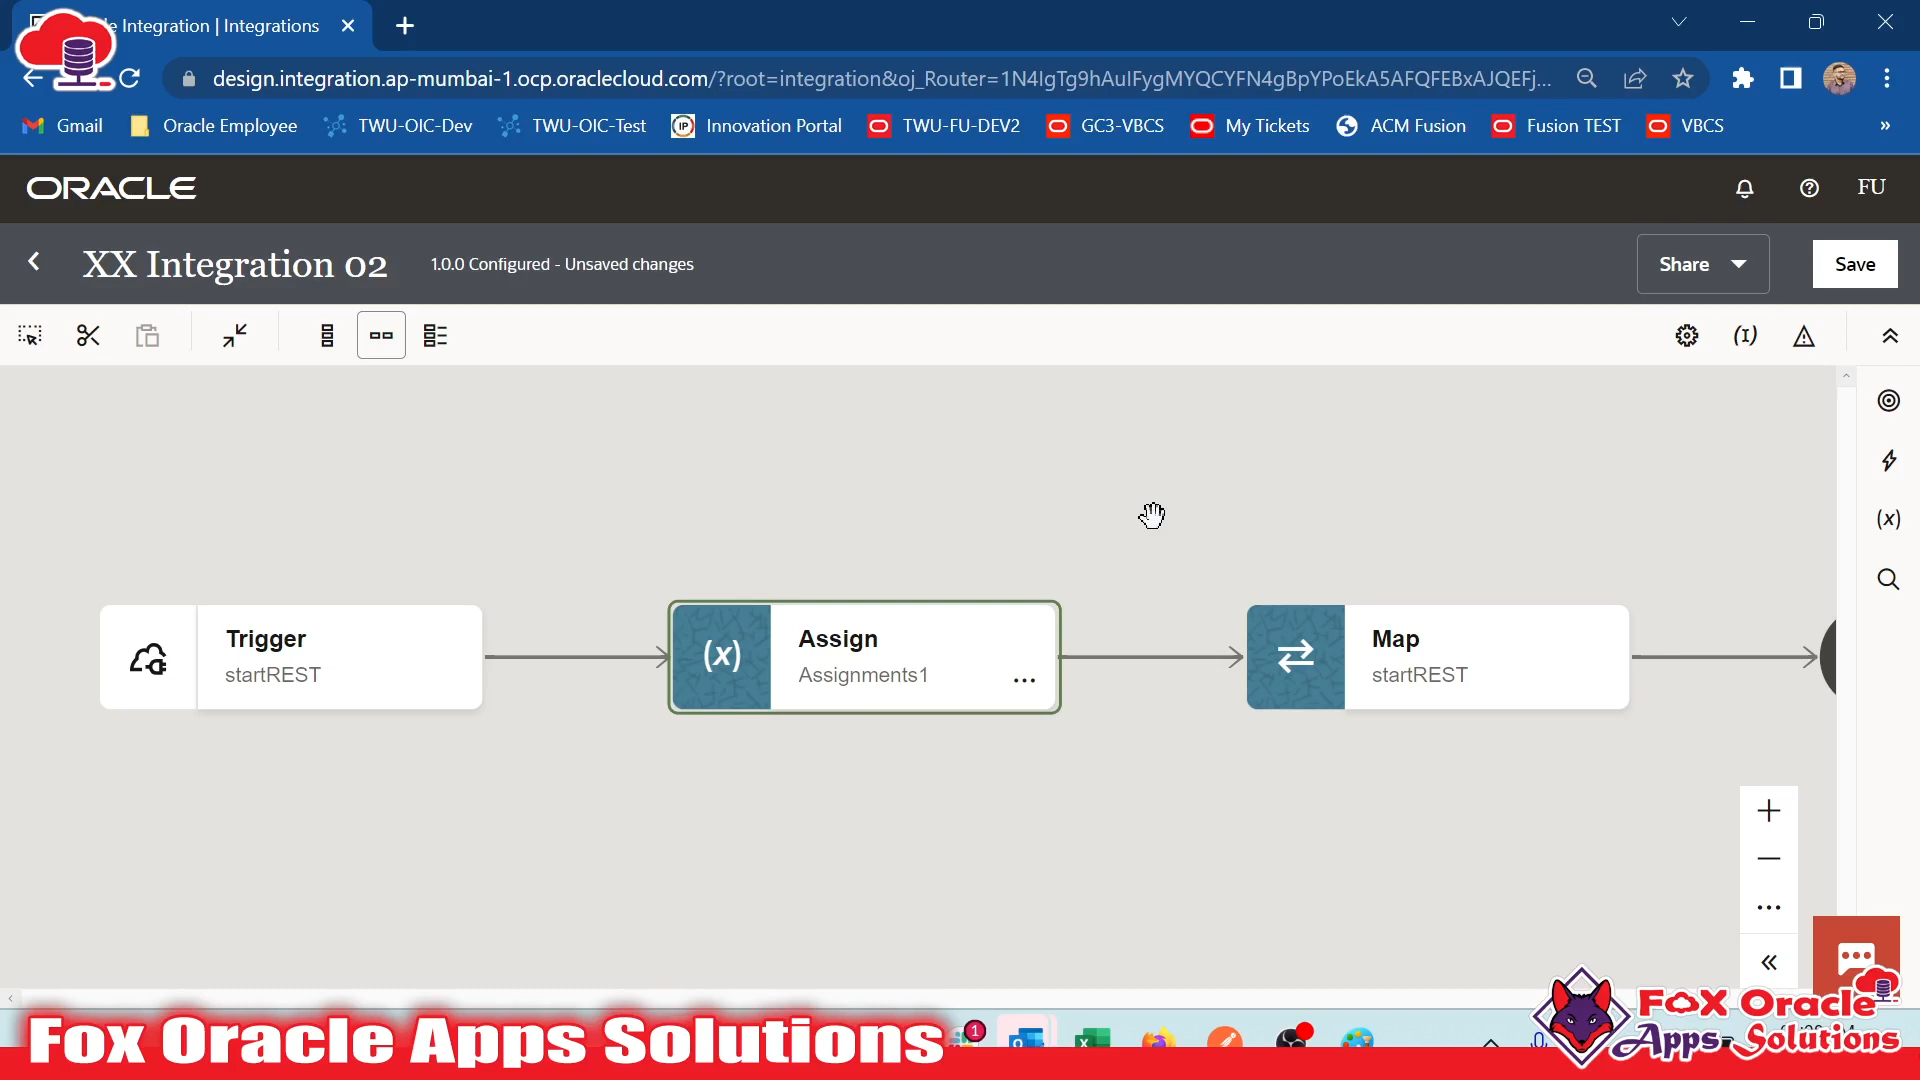 e Integration | Integrations
design.integration.ap-mumbai-1.ocp.oraclecloud.com/?root=integration&oj_Router=1N4IgTg9hAuIFygMYQCYFN4gBpYPoEkA5AFQFEBxAJQEFj...
Gmail Oracle Employee TWU-OIC-Dev TWU-OIC-Test IP Innovation Portal TWU-FU-DEV2 GC3-VBCS My Tickets ACM Fusion Fusion TEST VBCS »
ORACLE FU
XX Integration 02 1.0.0 Configured - Unsaved changes Share Save
(I)
(x)
Trigger
startREST
(x) Assign
Assignments1 ...
Map
startREST
Fox Oracle Apps Solutions
1
FOX Oracle
Apps Solutions